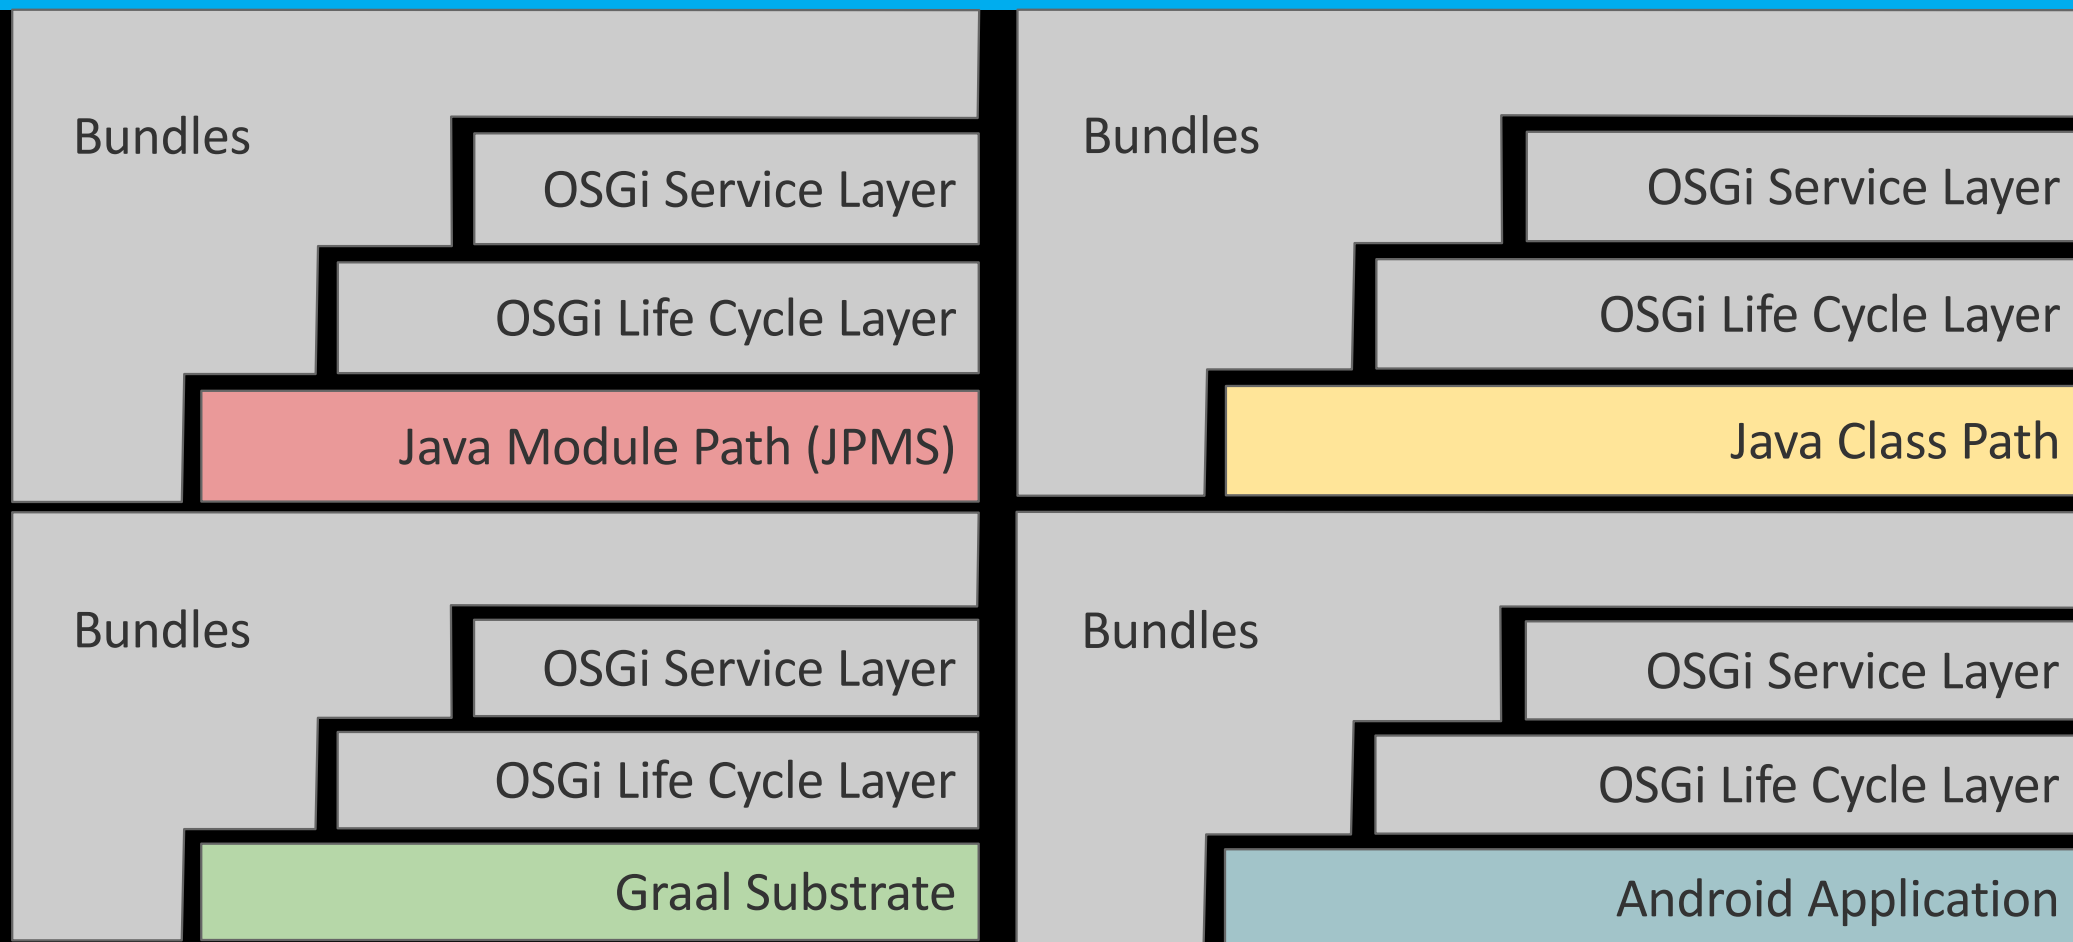 Bundles
OSGi Service Layer
OSGi Life Cycle Layer
Java Module Path (JPMS)
Bundles
OSGi Service Layer
OSGi Life Cycle Layer
Java Class Path
Bundles
OSGi Service Layer
OSGi Life Cycle Layer
Graal Substrate
Bundles
OSGi Service Layer
OSGi Life Cycle Layer
Android Application